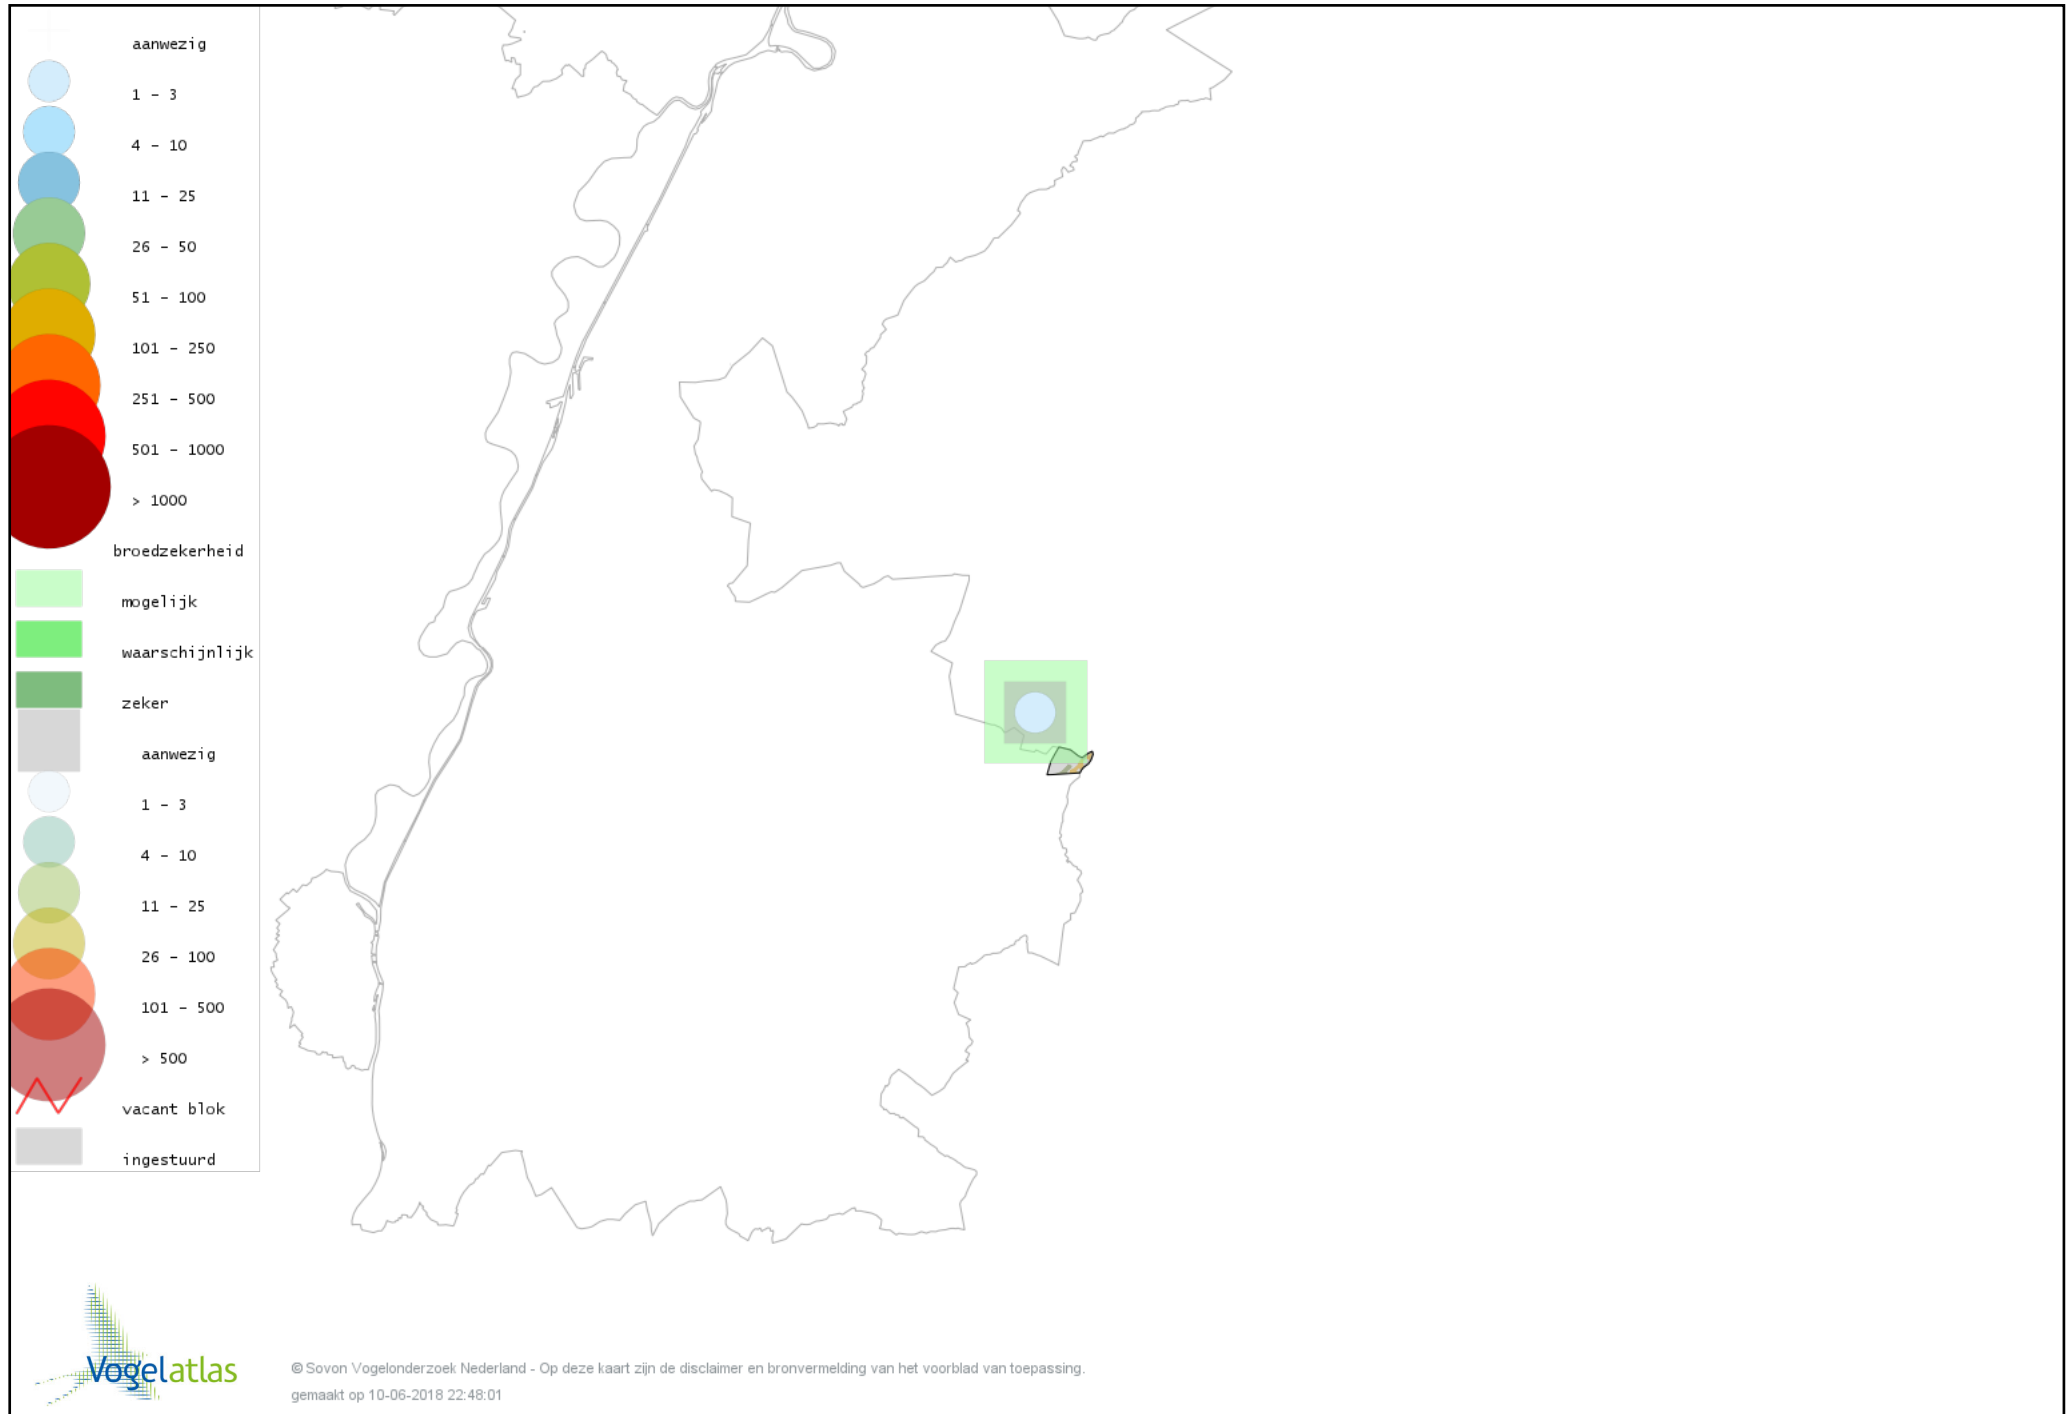 aanwezig
1 - 3
4 - 10
11 - 25
26 - 50
51 - 100
101 - 250
251 - 500
501 - 1000
> 1000
broedzekerheid
mogelijk
waarschijnlijk
zeker
aanwezig
1 - 3
4 - 10
11 - 25
26 - 100
101 - 500
> 500
vacant blok
ingestuurd
Vogelatlas
© Sovon Vogelonderzoek Nederland - Op deze kaart zijn de disclaimer en bronvermelding van het voorblad van toepassing.
gemaakt op 10-06-2018 22:48:01